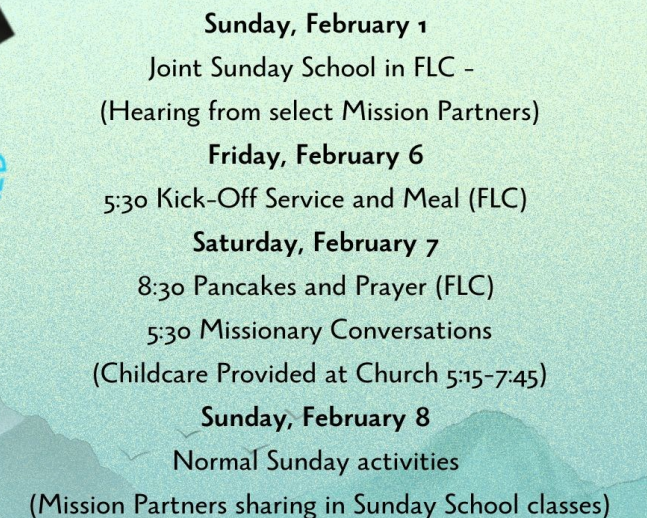 Sunday, February 1
Joint Sunday School in FLC -
(Hearing from select Mission Partners)
Friday, February 6
5:30 Kick-Off Service and Meal (FLC)
Saturday, February 7
8:30 Pancakes and Prayer (FLC)
5:30 Missionary Conversations
(Childcare Provided at Church 5:15-7:45)
Sunday, February 8
Normal Sunday activities
(Mission Partners sharing in Sunday School classes)